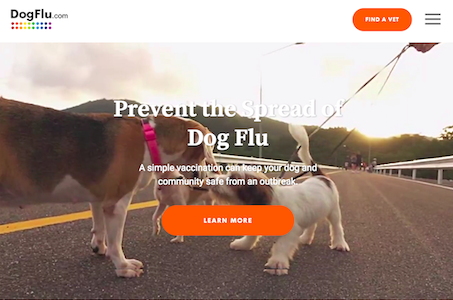 DogFlu.com
FIND A VET
Prevent the Spread of
Dog Flu
A simple vaccination can keep your dog and
community safe from an outbreak.
LEARN MORE